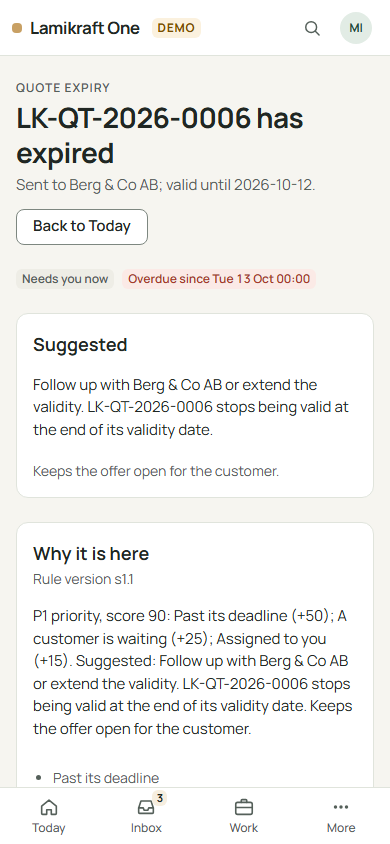 Lamikraft One DEMO MI
QUOTE EXPIRY
LK-QT-2026-0006 has
expired
Sent to Berg & Co AB; valid until 2026-10-12.
Back to Today
Needs you now Overdue since Tue 13 Oct 00:00
Suggested
Follow up with Berg & Co AB or extend the
validity. LK-QT-2026-0006 stops being valid at
the end of its validity date.
Keeps the offer open for the customer.
Why it is here
Rule version s1.1
P1 priority, score 90: Past its deadline (+50); A
customer is waiting (+25); Assigned to you
(+15). Suggested: Follow up with Berg & Co AB
or extend the validity. LK-QT-2026-0006 stops
being valid at the end of its validity date. Keeps
the offer open for the customer.
• Past its deadline
3
Today Inbox Work More